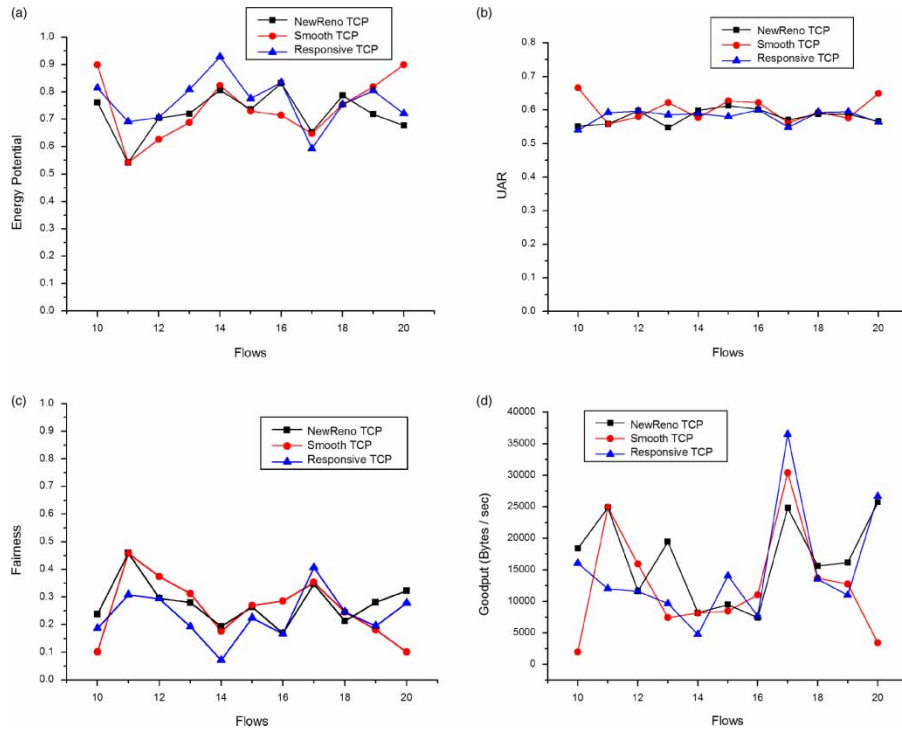 (a)
NewReno TCP
Smooth TCP
Responsive TCP
1.0
0.9
0.8
0.7
0.6
0.5
0.4
0.3
0.2
0.1
0.0
Energy Potential
10 12 14 16 18 20
Flows
(b)
NewReno TCP
Smooth TCP
Responsive TCP
0.8
0.7
0.6
0.5
0.4
0.3
0.2
0.1
0.0
UAR
10 12 14 16 18 20
Flows
(c)
NewReno TCP
Smooth TCP
Responsive TCP
1.0
0.9
0.8
0.7
0.6
0.5
0.4
0.3
0.2
0.1
0.0
Fairness
10 12 14 16 18 20
Flows
(d)
NewReno TCP
Smooth TCP
Responsive TCP
40000
35000
30000
25000
20000
15000
10000
5000
0
Goodput (Bytes / sec)
10 12 14 16 18 20
Flows